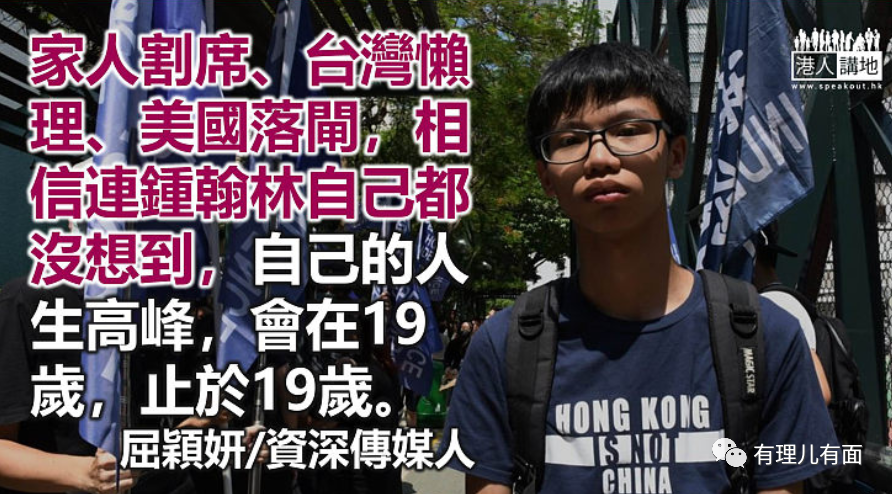 家人割席、台灣懶
理、美國落閘，相
信連鍾翰林自己都
沒想到，自己的人
生高峰，會在19
歲，止於19歲。
屈穎妍/資深傳媒人
港人講地
www.speakout.hk
HONG KONG
IS NOT
CHINA
MAGIC STAR
有理儿有面